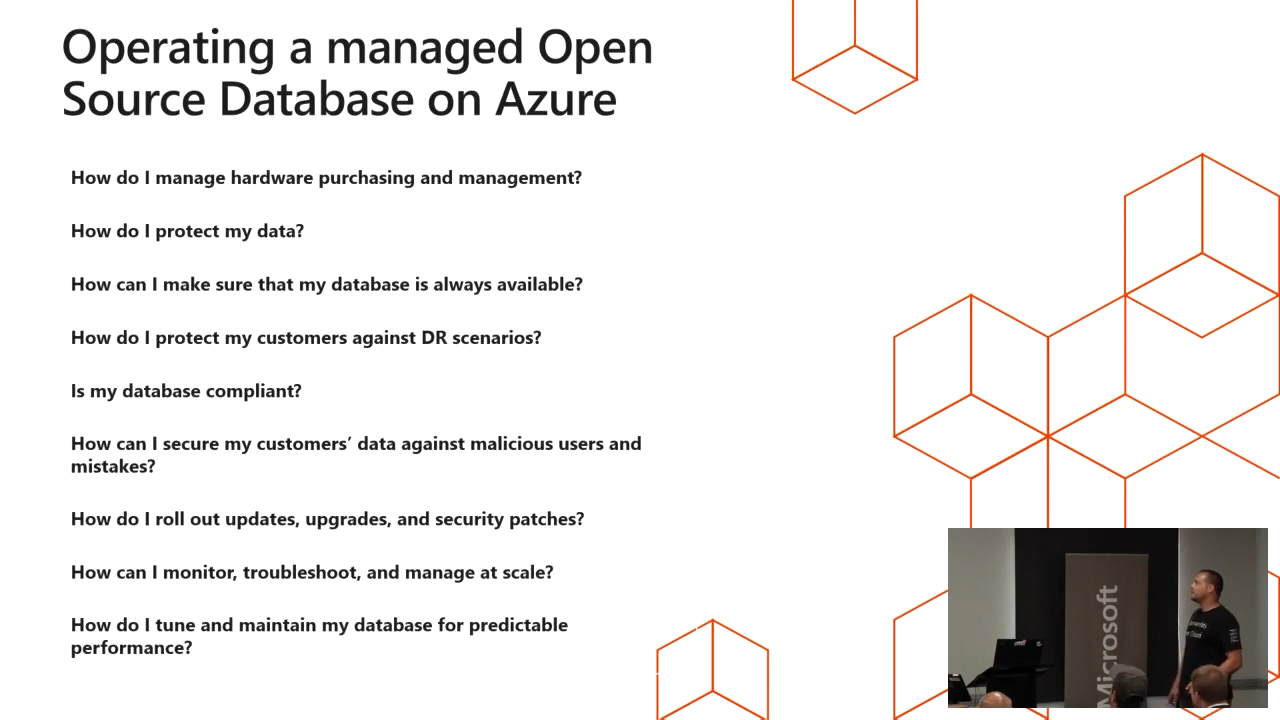 Operating a managed Open
Source Database on Azure
How do I manage hardware purchasing and management?
How do I protect my data?
How can I make sure that my database is always available?
How do I protect my customers against DR scenarios?
Is my database compliant?
How can I secure my customers’ data against malicious users and
mistakes?
How do I roll out updates, upgrades, and security patches?
How can I monitor, troubleshoot, and manage at scale?
How do I tune and maintain my database for predictable
performance?
Microsoft